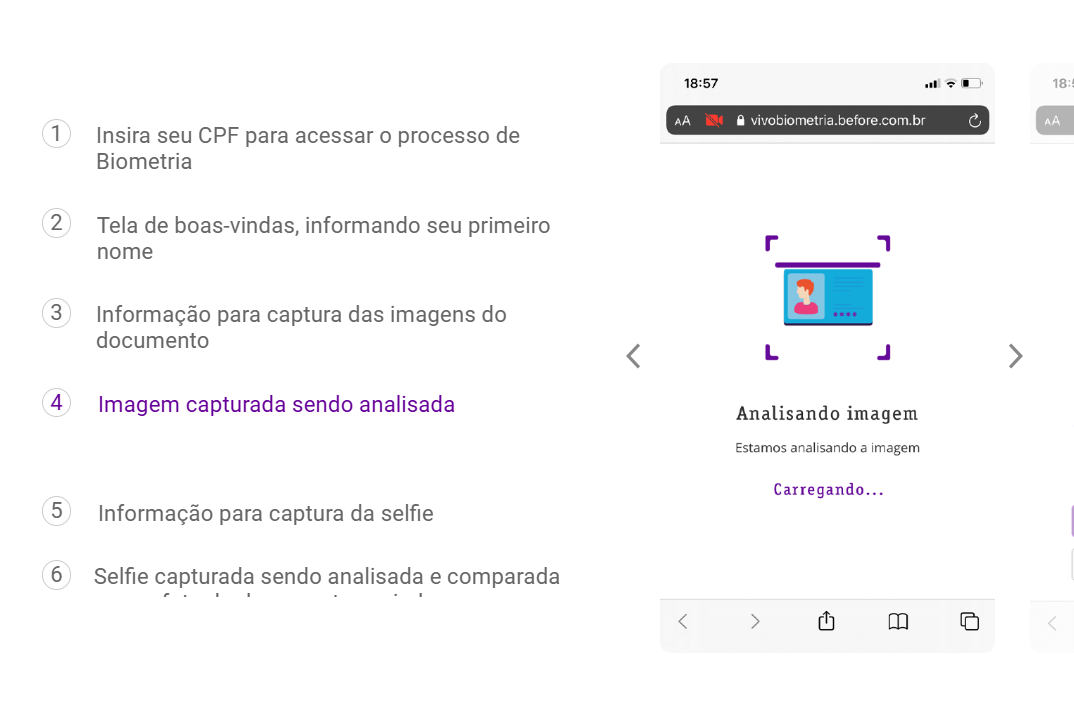 1 Insira seu CPF para acessar o processo de
Biometria
2 Tela de boas-vindas, informando seu primeiro
nome
3 Informação para captura das imagens do
documento
4 Imagem capturada sendo analisada
5 Informação para captura da selfie
6 Selfie capturada sendo analisada e comparada
18:57
AA vivobiometria.before.com.br
Analisando imagem
Estamos analisando a imagem
Carregando...
AA